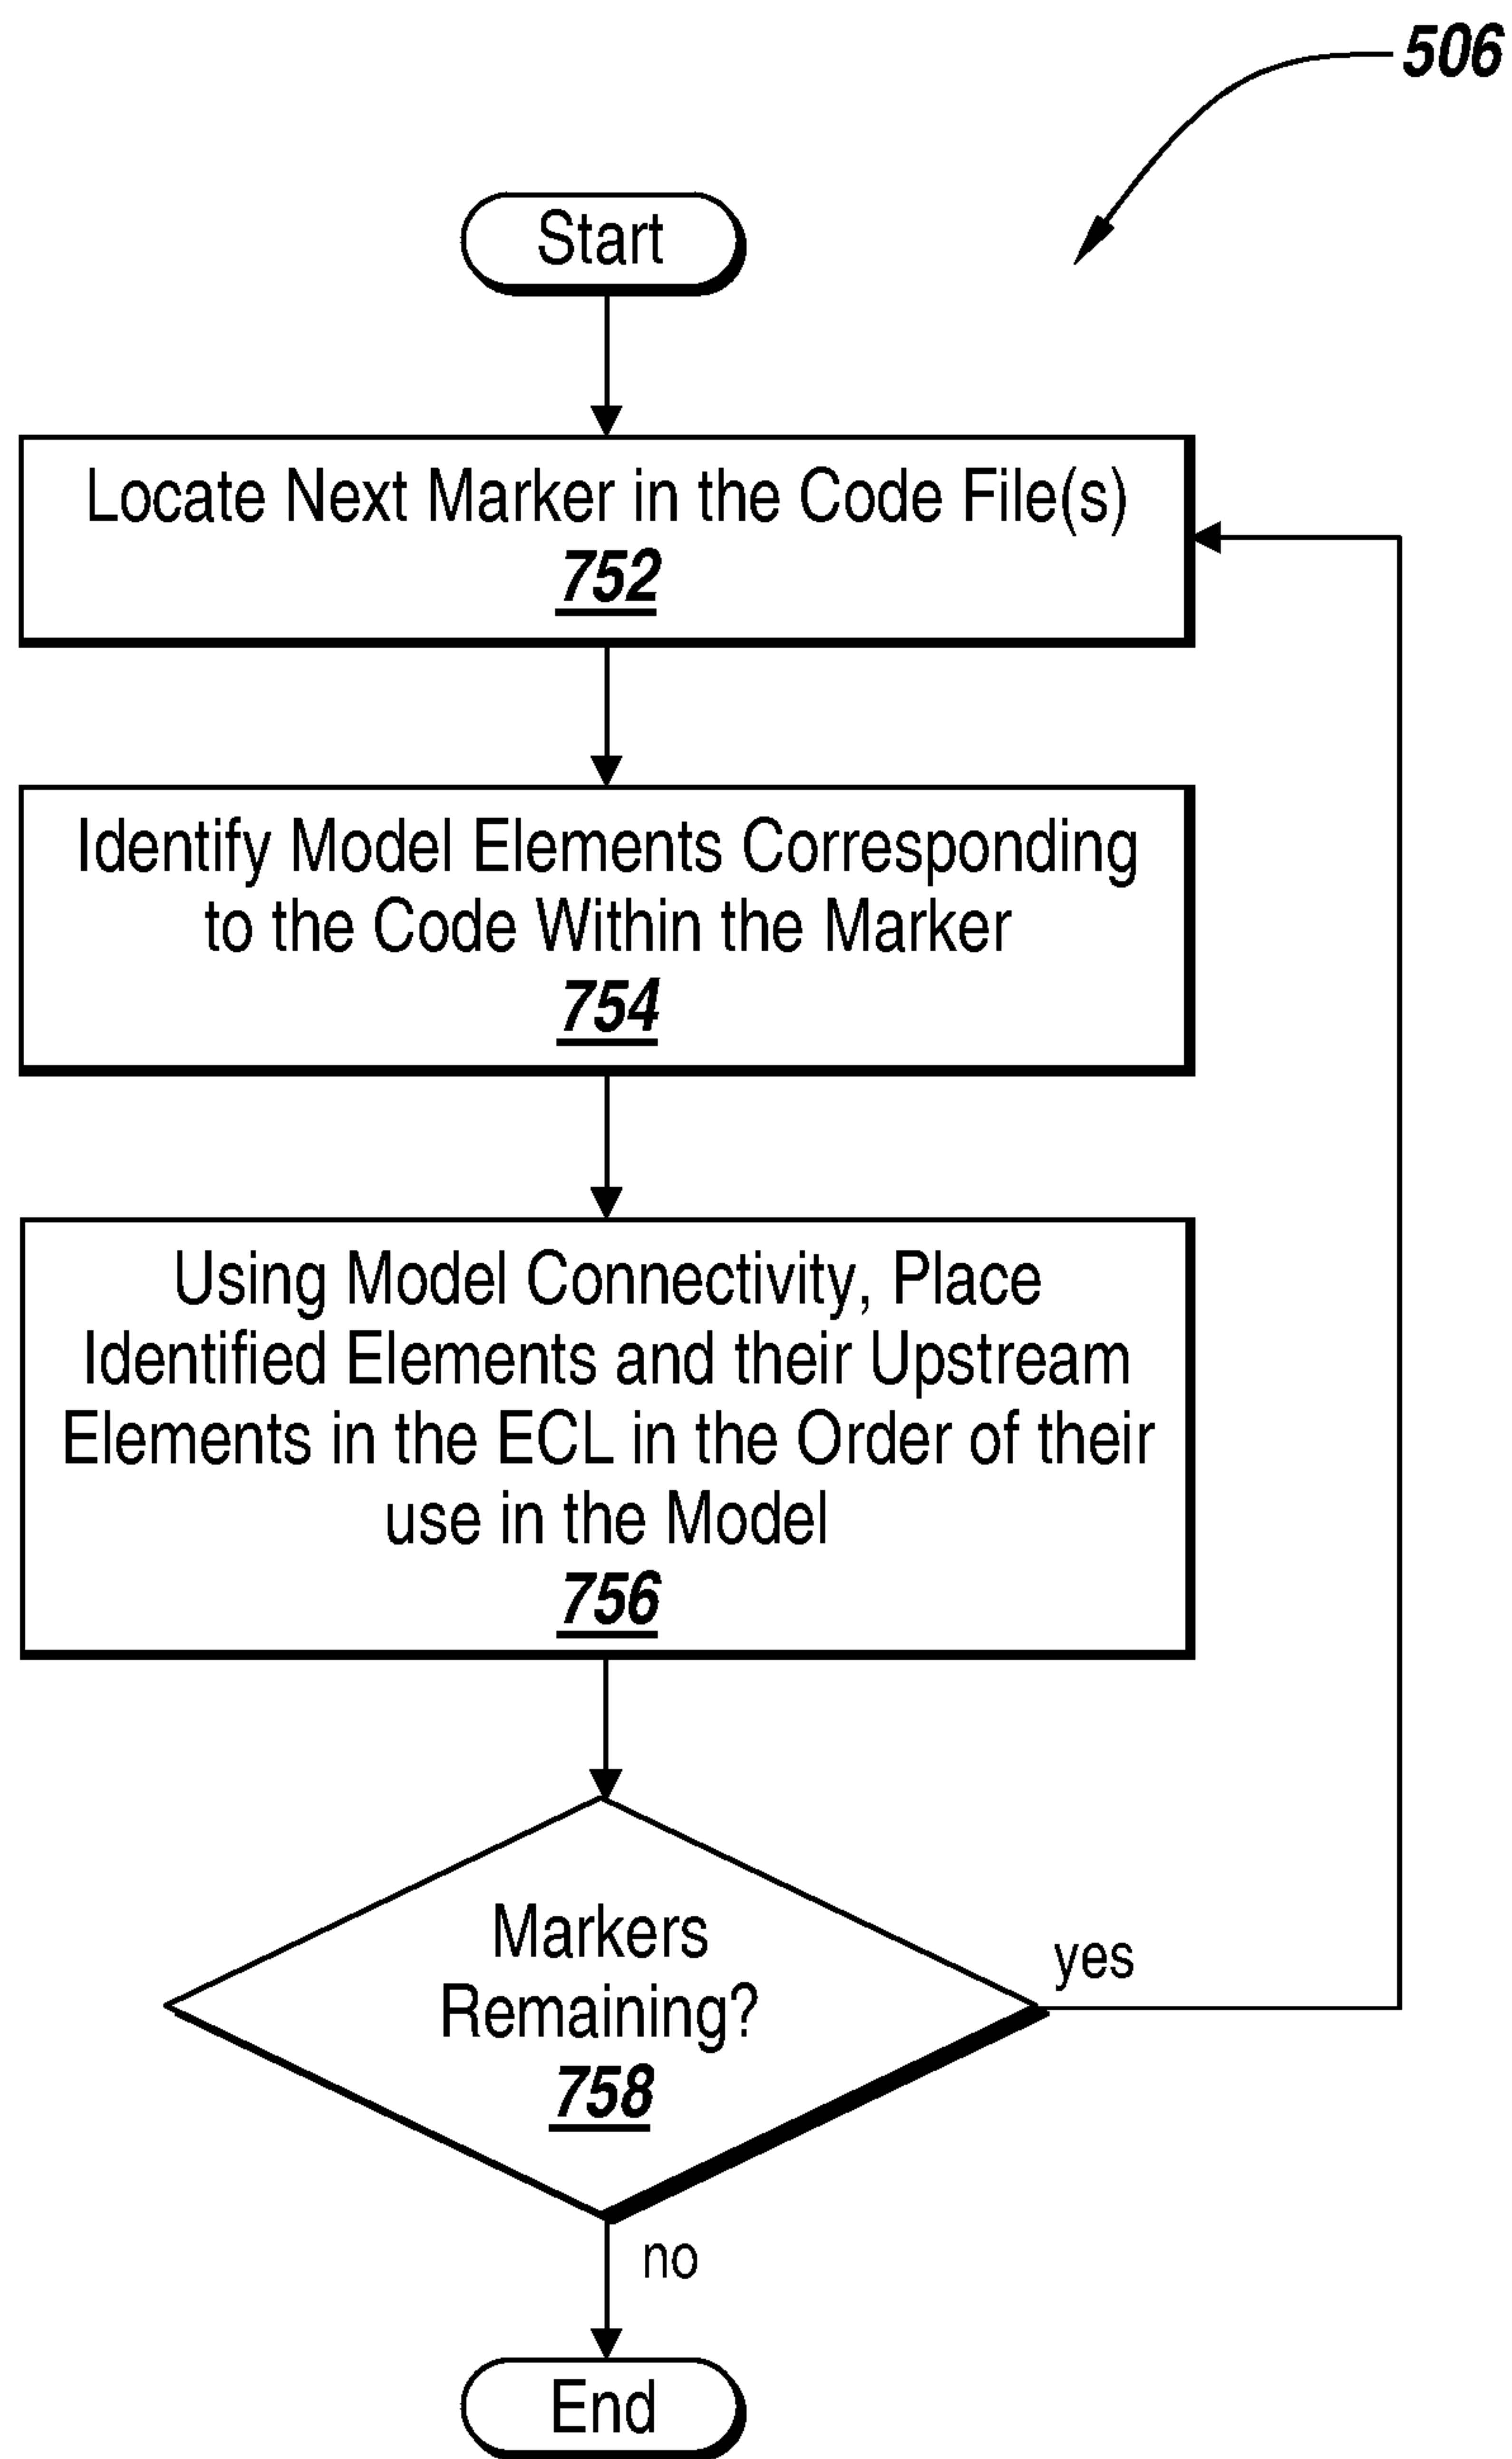 506
Start
Locate Next Marker in the Code File(s)
752
Identify Model Elements Corresponding
to the Code Within the Marker
754
Using Model Connectivity, Place
Identified Elements and their Upstream
Elements in the ECL in the Order of their
use in the Model
756
Markers
Remaining?
758
yes
no
End